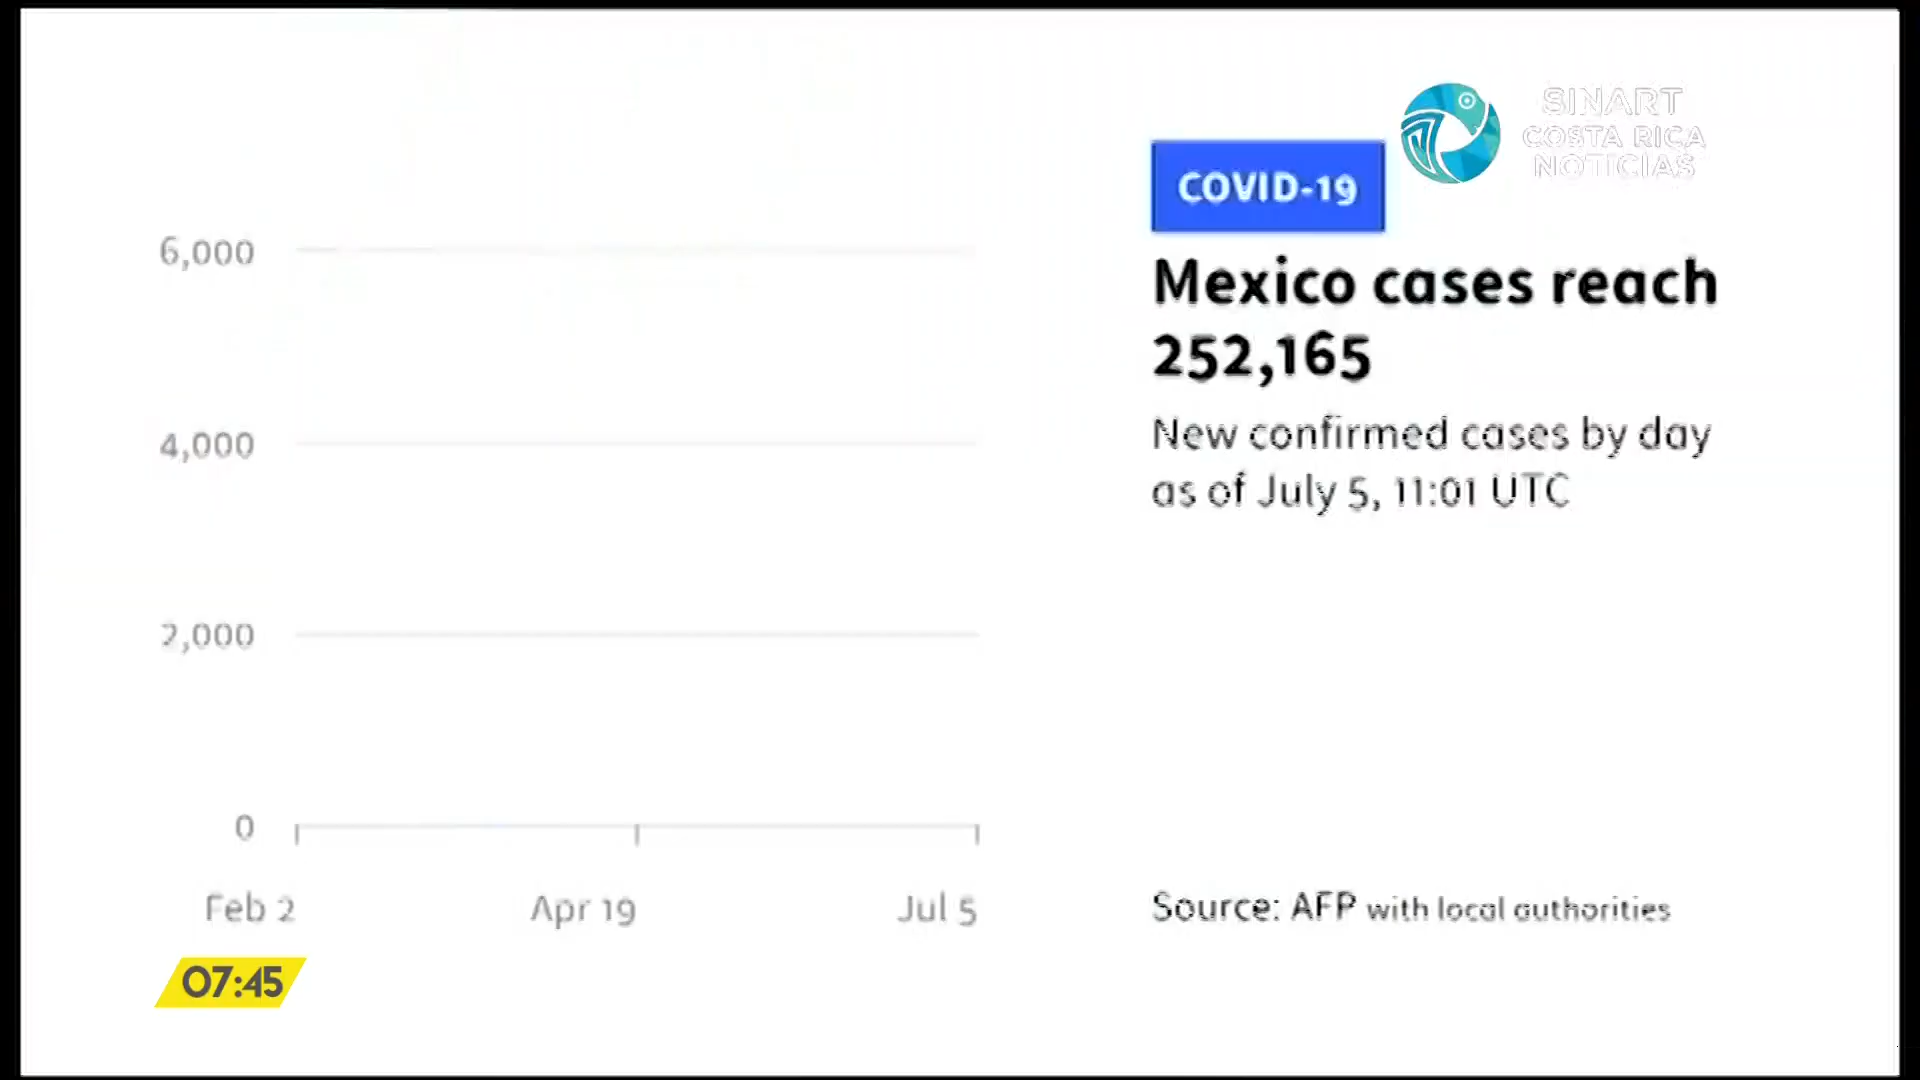 SINART
COSTA RICA
NOTICIAS
COVID-19
Mexico cases reach
252,165
New confirmed cases by day
as of July 5, 11:01 UTC
6,000
4,000
2,000
0
Feb 2 Apr 19 Jul 5
Source: AFP with local authorities
07:45